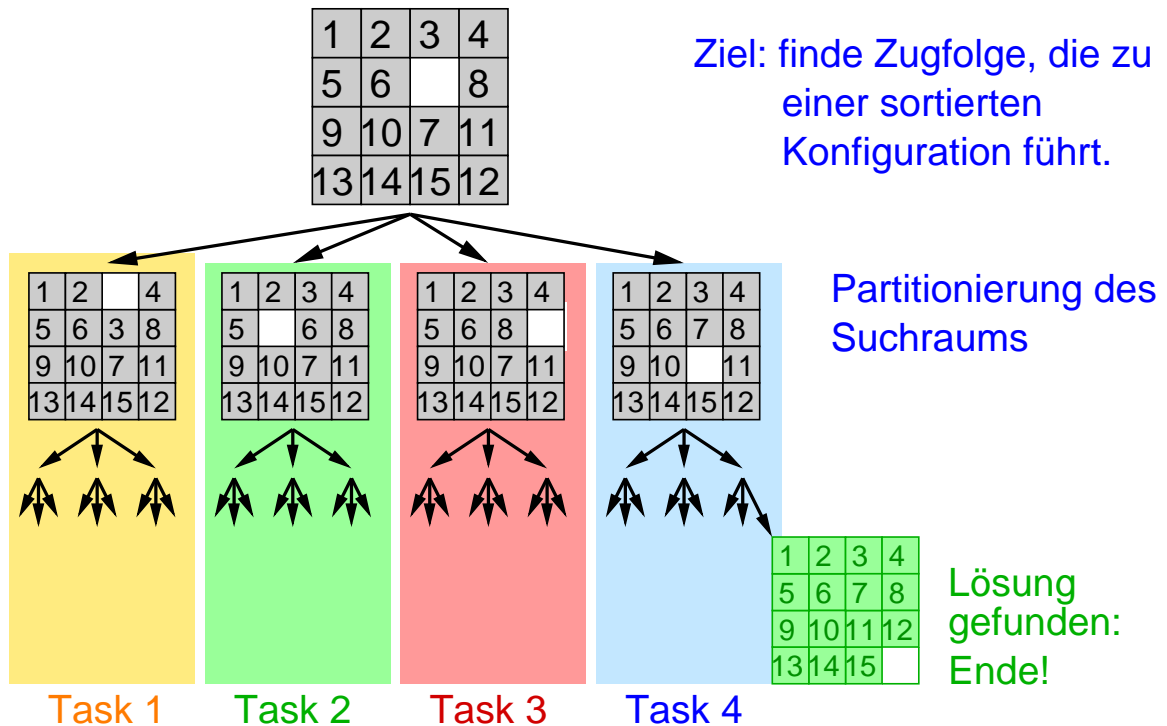 1 2 3 4
5 6 8
9 10 7 11
13 14 15 12
Ziel: finde Zugfolge, die zu
einer sortierten
Konfiguration führt.
1 2 4
5 6 3 8
9 10 7 11
13 14 15 12
1 2 3 4
5 6 8
9 10 7 11
13 14 15 12
1 2 3 4
5 6 8
9 10 7 11
13 14 15 12
1 2 3 4
5 6 7 8
9 10 11
13 14 15 12
Partitionierung des
Suchraums
1 2 3 4
5 6 7 8
9 10 11 12
13 14 15
Lösung
gefunden:
Ende!
Task 1
Task 2
Task 3
Task 4